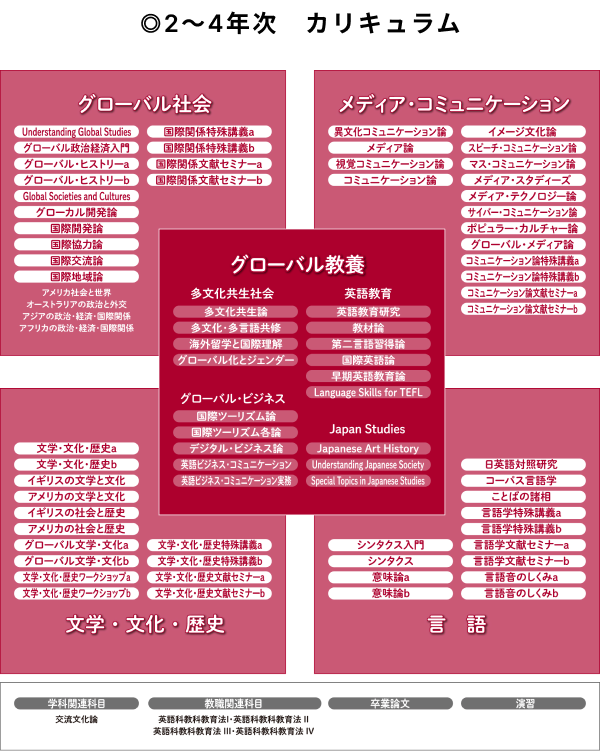 ◎2〜4年次　カリキュラム
グローバル社会
Understanding Global Studies
グローバル政治経済入門
グローバル・ヒストリーa
グローバル・ヒストリーb
Global Societies and Cultures
グローカル開発論
国際開発論
国際協力論
国際交流論
国際地域論
アメリカ社会と世界
オーストラリアの政治と外交
アジアの政治・経済・国際関係
アフリカの政治・経済・国際関係
国際関係特殊講義a
国際関係特殊講義b
国際関係文献セミナーa
国際関係文献セミナーb
メディア・コミュニケーション
異文化コミュニケーション論
メディア論
視覚コミュニケーション論
コミュニケーション論
イメージ文化論
スピーチ・コミュニケーション論
マス・コミュニケーション論
メディア・スタディーズ
メディア・テクノロジー論
サイバー・コミュニケーション論
ポピュラー・カルチャー論
グローバル・メディア論
コミュニケーション論特殊講義a
コミュニケーション論特殊講義b
コミュニケーション論文献セミナーa
コミュニケーション論文献セミナーb
グローバル教養
多文化共生社会
多文化共生論
多文化・多言語共修
海外留学と国際理解
グローバル化とジェンダー
英語教育
英語教育研究
教材論
第二言語習得論
国際英語論
早期英語教育論
Language Skills for TEFL
グローバル・ビジネス
国際ツーリズム論
国際ツーリズム各論
デジタル・ビジネス論
英語ビジネス・コミュニケーション
英語ビジネス・コミュニケーション実務
Japan Studies
Japanese Art History
Understanding Japanese Society
Special Topics in Japanese Studies
文学・文化・歴史a
文学・文化・歴史b
イギリスの文学と文化
アメリカの文学と文化
イギリスの社会と歴史
アメリカの社会と歴史
グローバル文学・文化a
グローバル文学・文化b
文学・文化・歴史ワークショップa
文学・文化・歴史ワークショップb
文学・文化・歴史特殊講義a
文学・文化・歴史特殊講義b
文学・文化・歴史文献セミナーa
文学・文化・歴史文献セミナーb
文学・文化・歴史
シンタクス入門
シンタクス
意味論a
意味論b
日英語対照研究
コーパス言語学
ことばの諸相
言語学特殊講義a
言語学特殊講義b
言語学文献セミナーa
言語学文献セミナーb
言語音のしくみa
言語音のしくみb
言　語
学科関連科目
交流文化論
教職関連科目
英語科教科教育法I・英語科教科教育法 II
英語科教科教育法 III・英語科教科教育法 IV
卒業論文
演習